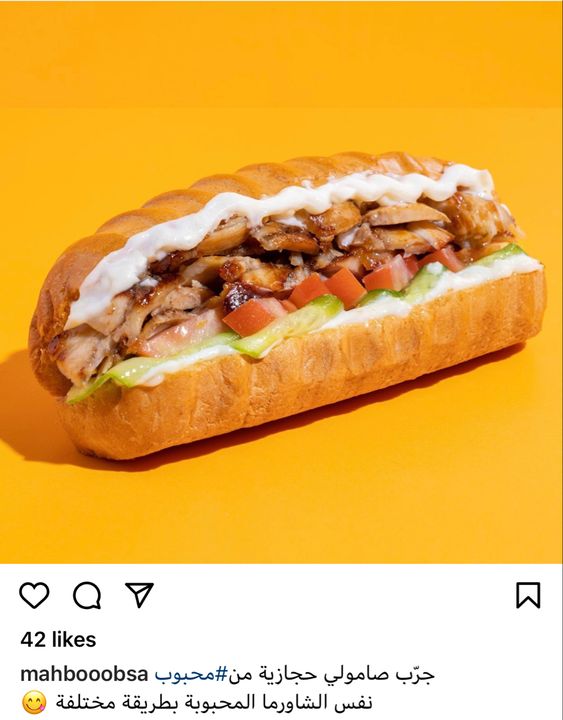 42 likes
mahbooobsa جرّب صامولي حجازية من#محبوب
نفس الشاورما المحبوبة بطريقة مختلفة 😋